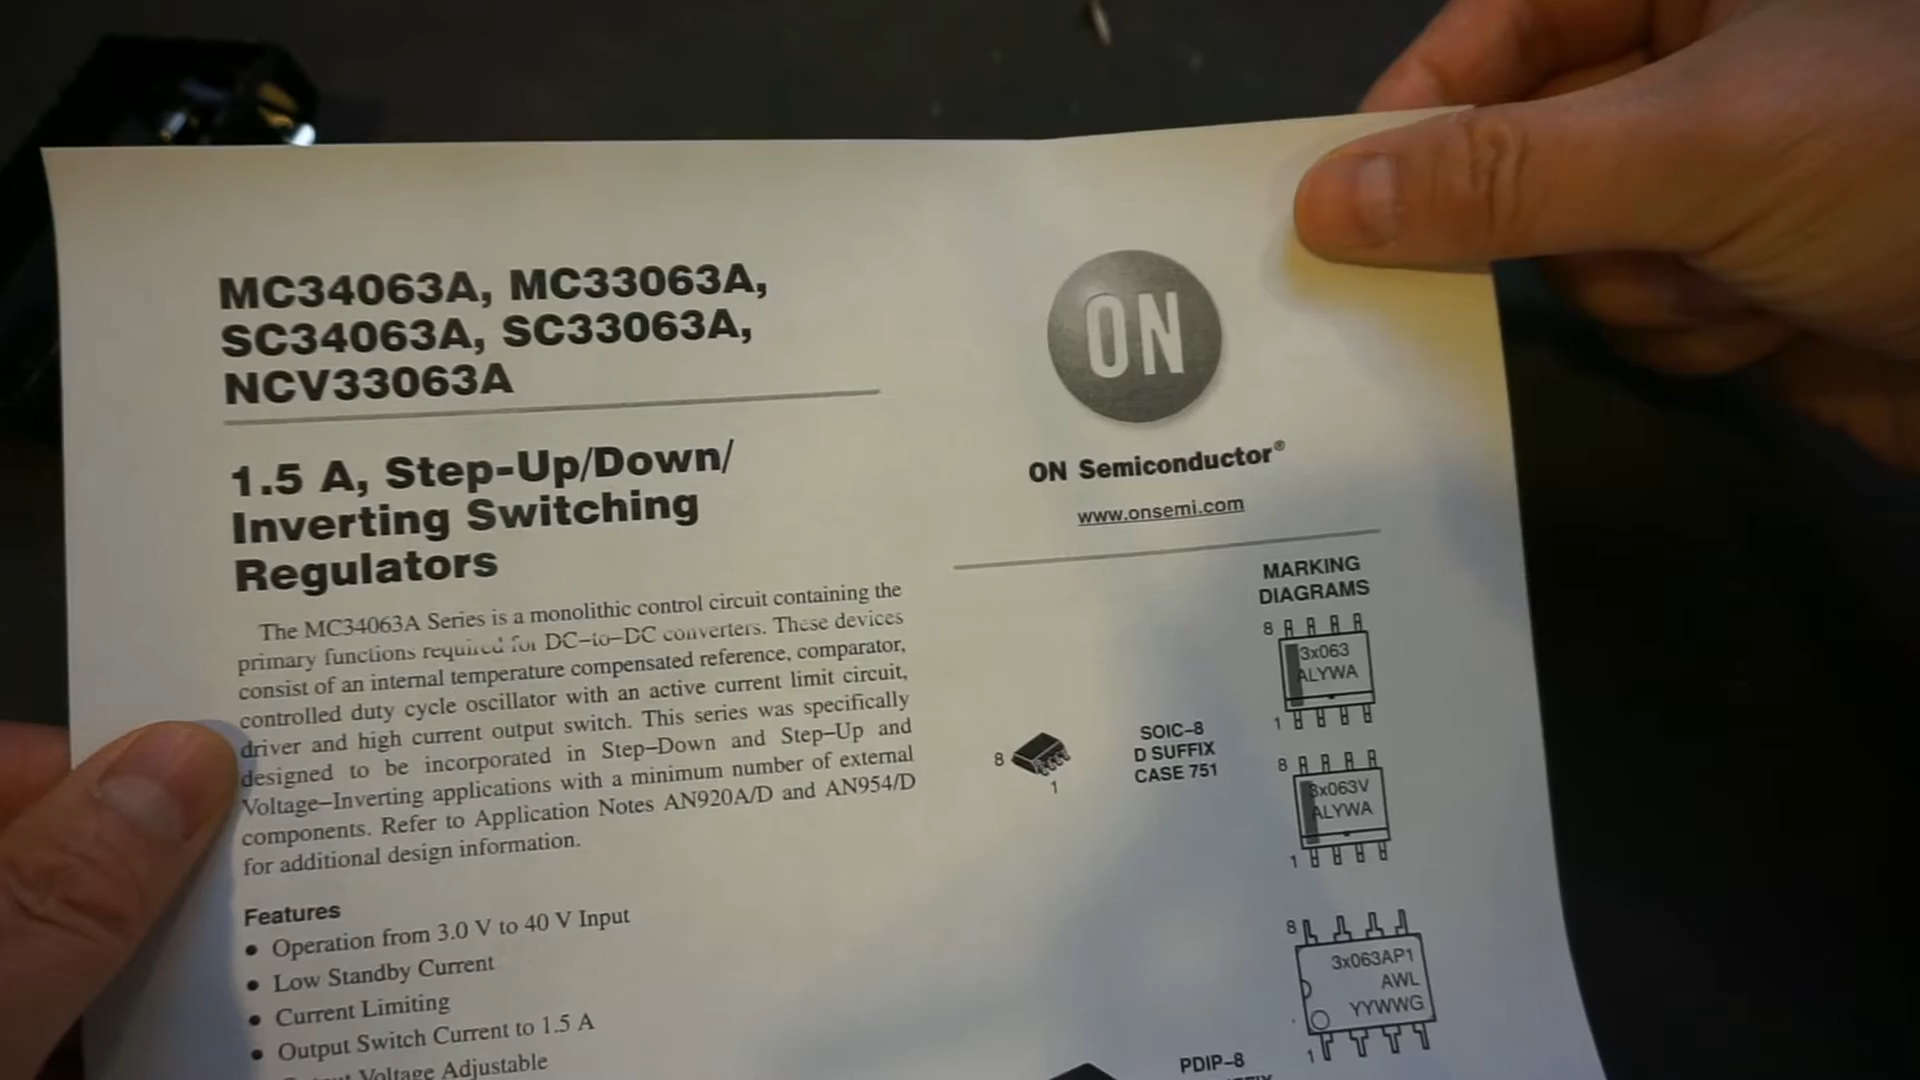 MC34063A, MC33063A,
SC34063A, SC33063A,
NCV33063A
1.5 A, Step-Up/Down/
Inverting Switching
Regulators
The MC34063A Series is a monolithic control circuit containing the
primary functions required for DC–to–DC converters. These devices
consist of an internal temperature compensated reference, comparator,
controlled duty cycle oscillator with an active current limit circuit,
driver and high current output switch. This series was specifically
designed to be incorporated in Step–Down and Step–Up and
Voltage–Inverting applications with a minimum number of external
components. Refer to Application Notes AN920A/D and AN954/D
for additional design information.
Features
• Operation from 3.0 V to 40 V Input
• Low Standby Current
• Current Limiting
• Output Switch Current to 1.5 A
Voltage Adjustable
ON
ON Semiconductor®
www.onsemi.com
MARKING
DIAGRAMS
8
3x063
ALYWA
1
SOIC–8
D SUFFIX
CASE 751
8
1
8
3x063V
ALYWA
1
8
3x063AP1
AWL
YYWWG
1
PDIP–8